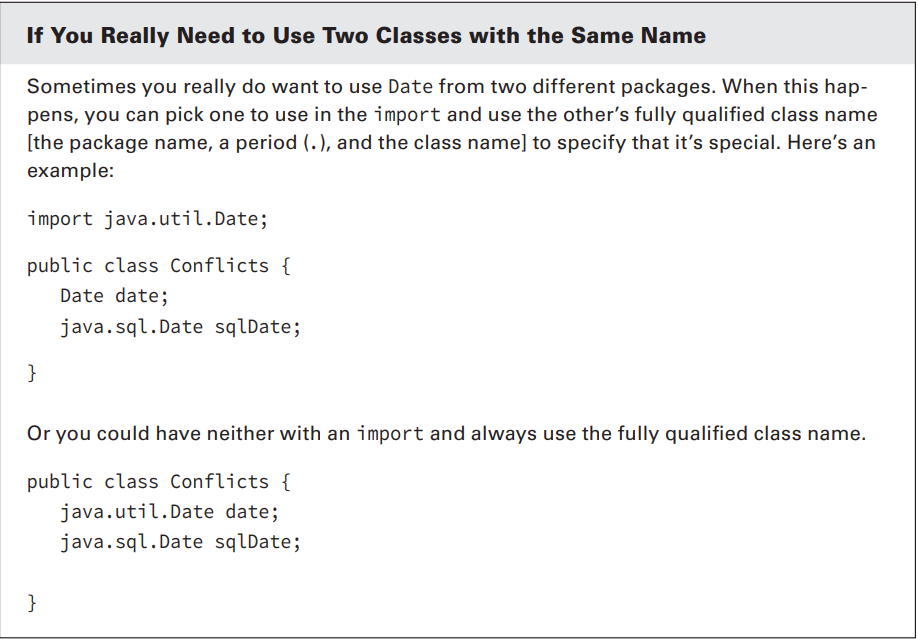 If You Really Need to Use Two Classes with the Same Name
Sometimes you really do want to use Date from two different packages. When this hap-
pens, you can pick one to use in the import and use the other’s fully qualified class name
[the package name, a period (.), and the class name] to specify that it’s special. Here’s an
example:
import java.util.Date;
public class Conflicts {
   Date date;
   java.sql.Date sqlDate;
}
Or you could have neither with an import and always use the fully qualified class name.
public class Conflicts {
   java.util.Date date;
   java.sql.Date sqlDate;
}